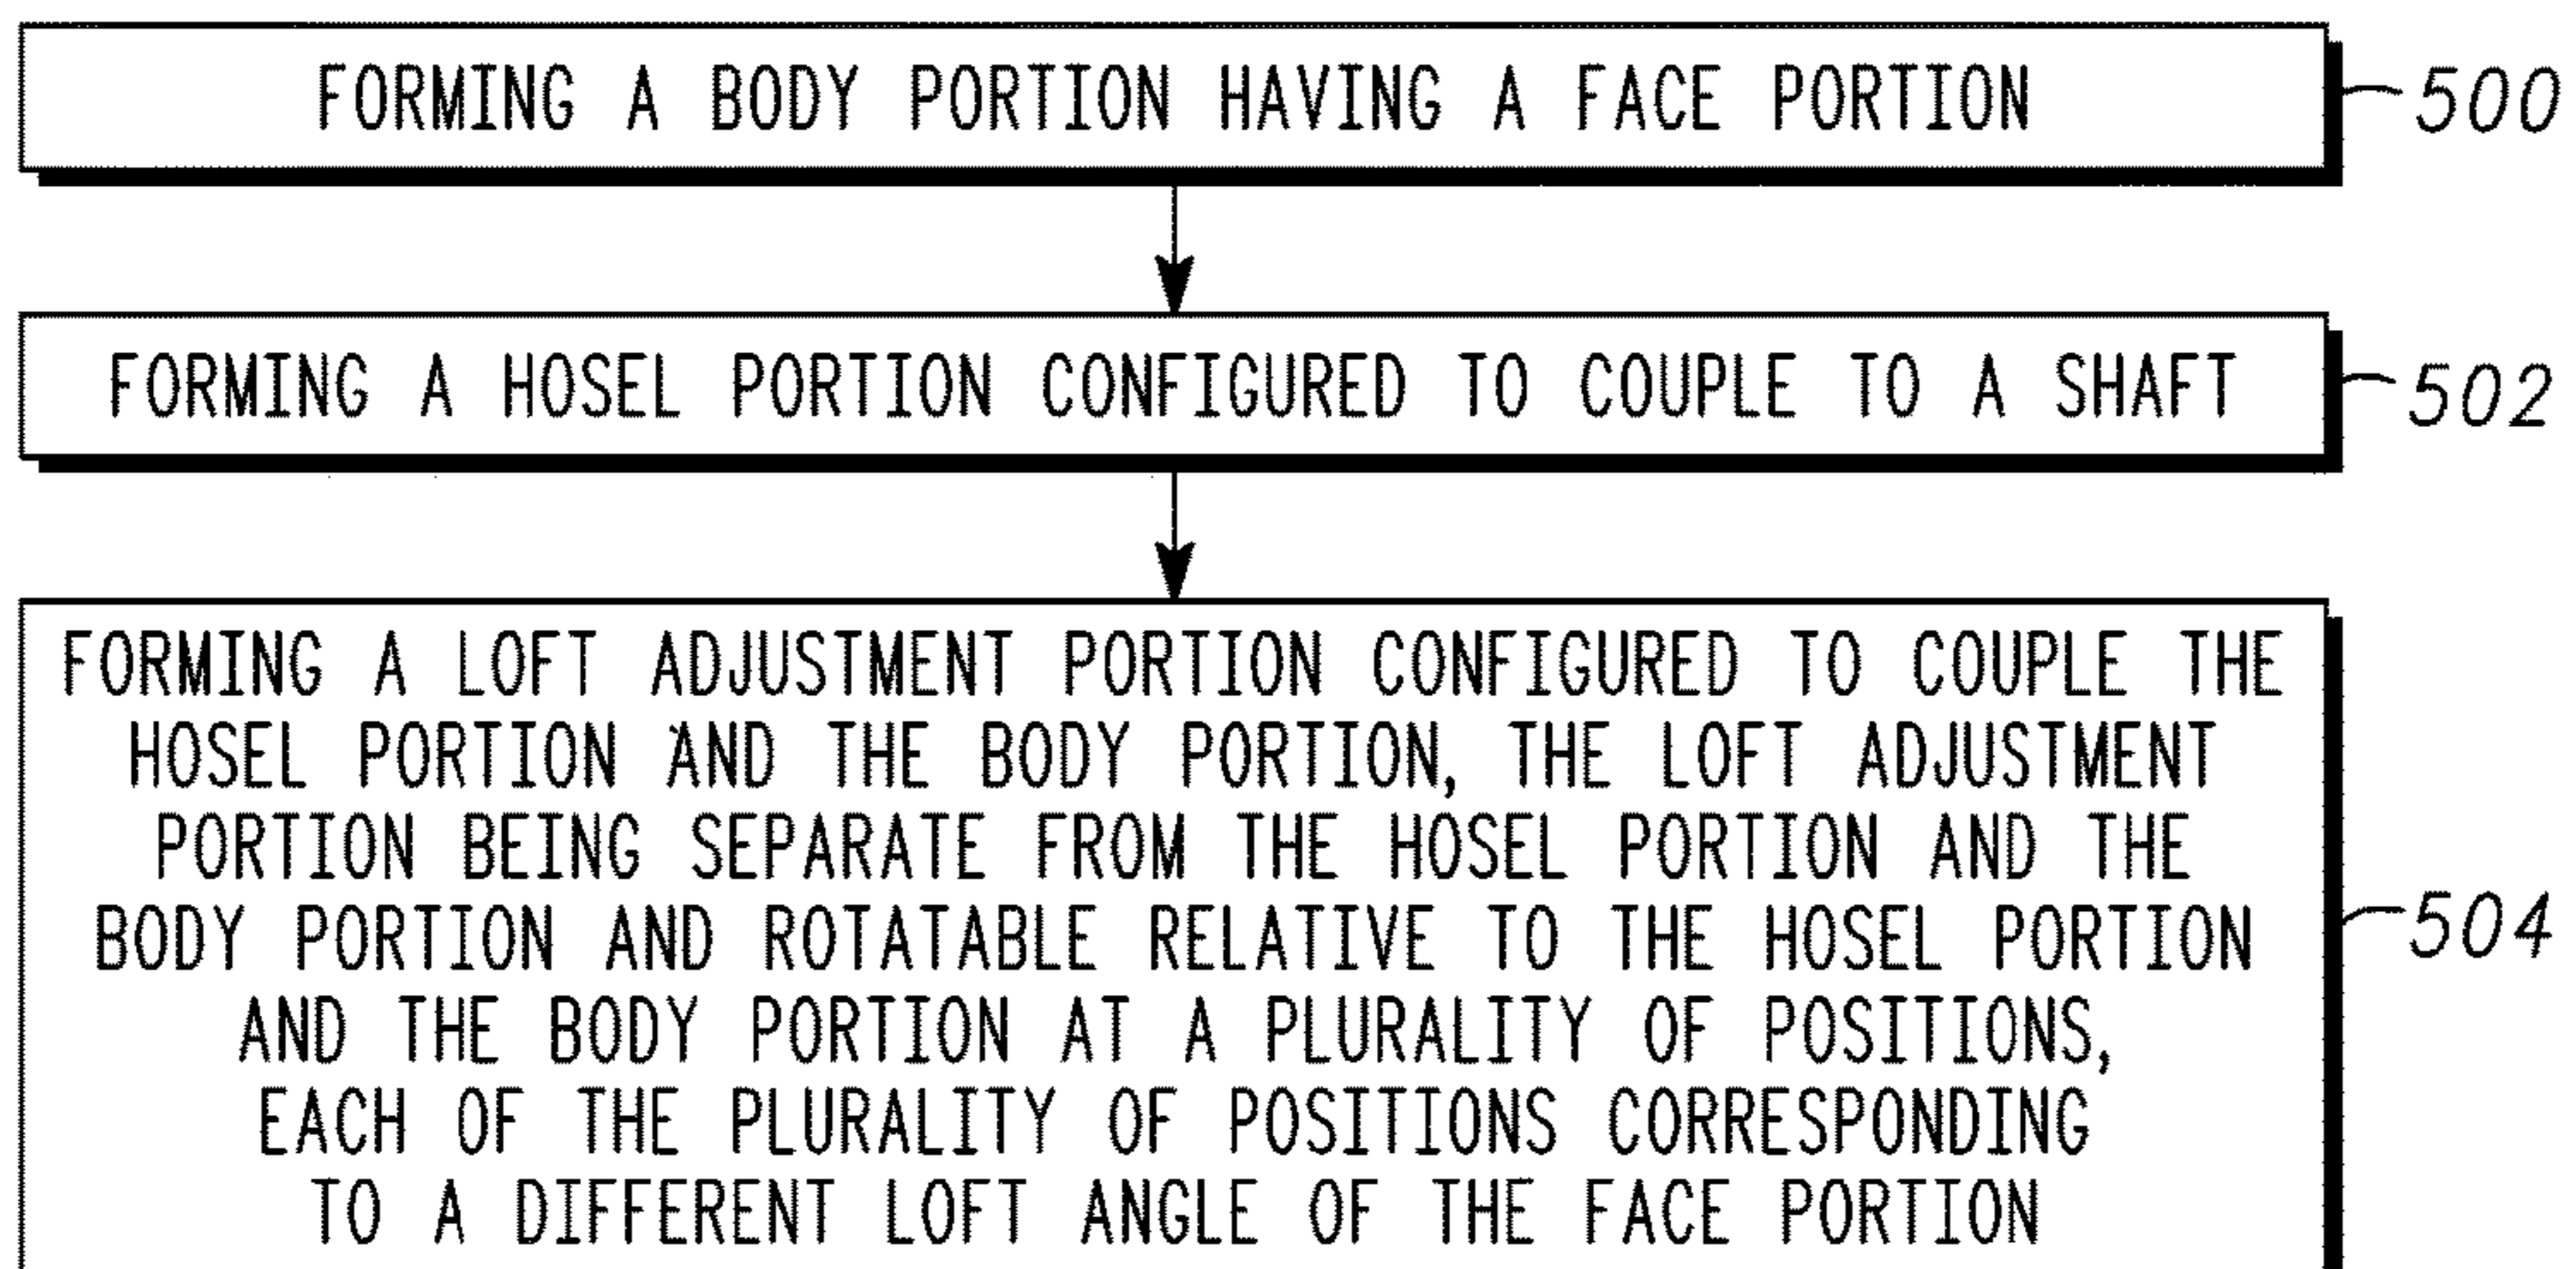 FORMING A BODY PORTION HAVING A FACE PORTION
500
FORMING A HOSEL PORTION CONFIGURED TO COUPLE TO A SHAFT
502
FORMING A LOFT ADJUSTMENT PORTION CONFIGURED TO COUPLE THE
HOSEL PORTION AND THE BODY PORTION, THE LOFT ADJUSTMENT
PORTION BEING SEPARATE FROM THE HOSEL PORTION AND THE
BODY PORTION AND ROTATABLE RELATIVE TO THE HOSEL PORTION
AND THE BODY PORTION AT A PLURALITY OF POSITIONS,
EACH OF THE PLURALITY OF POSITIONS CORRESPONDING
TO A DIFFERENT LOFT ANGLE OF THE FACE PORTION
504